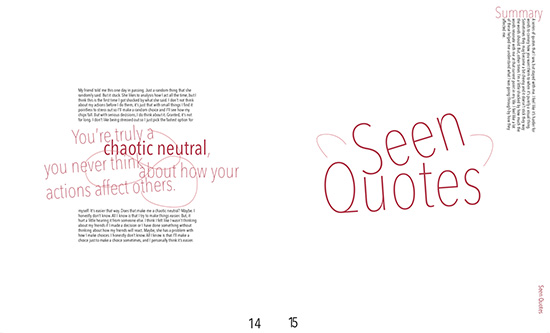 My friend told me this one day in passing. Just a random thing that she
randomly said. But it stuck. She likes to analysis how I act all the time, but I
think this is the first time I got shocked by what she said. I don't not think
about my actions before I do them, it's just that with small things I find it
pointless to stress out so I'll make a random choice and I'll see how my
chips fall. But with serious decisions, I do think about it. Granted, it's not
for long, I don't like being stressed out so I just pick the fastest option for
You're truly a
chaotic neutral,
you never think about how your
actions affect others.
myself. It's easier that way. Does that make me a chaotic neutral? Maybe. I
honestly don't know. All I know is that I try to make things easier. But, it
hurt a little hearing it from someone else. I think I felt like I wasn't thinking
about my friends if I made a decision or I have done something without
thinking about how my friends will react. Maybe, she has a problem with
how I make choices. I honestly don't know. All I know is that I'll make a
choice just to make a choice sometimes, and I personally think it's easier
14
15
Summary
Seen
Quotes
Seen Quotes